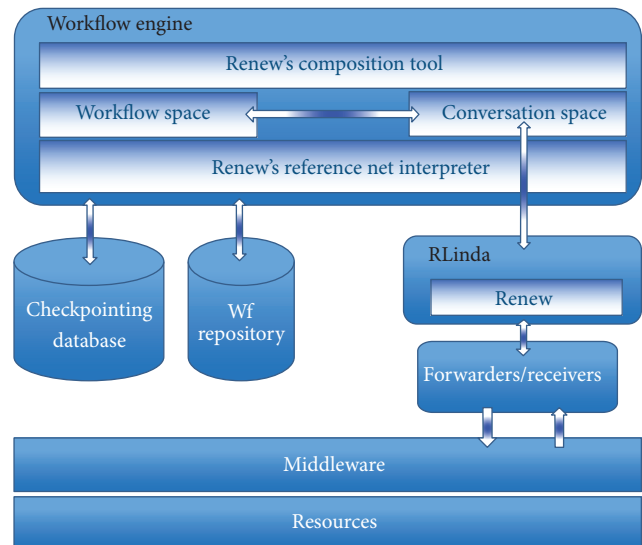 Workflow engine
Renew's composition tool
Workflow space
Conversation space
Renew's reference net interpreter
Checkpointing
database
Wf
repository
RLinda
Renew
Forwarders/receivers
Middleware
Resources